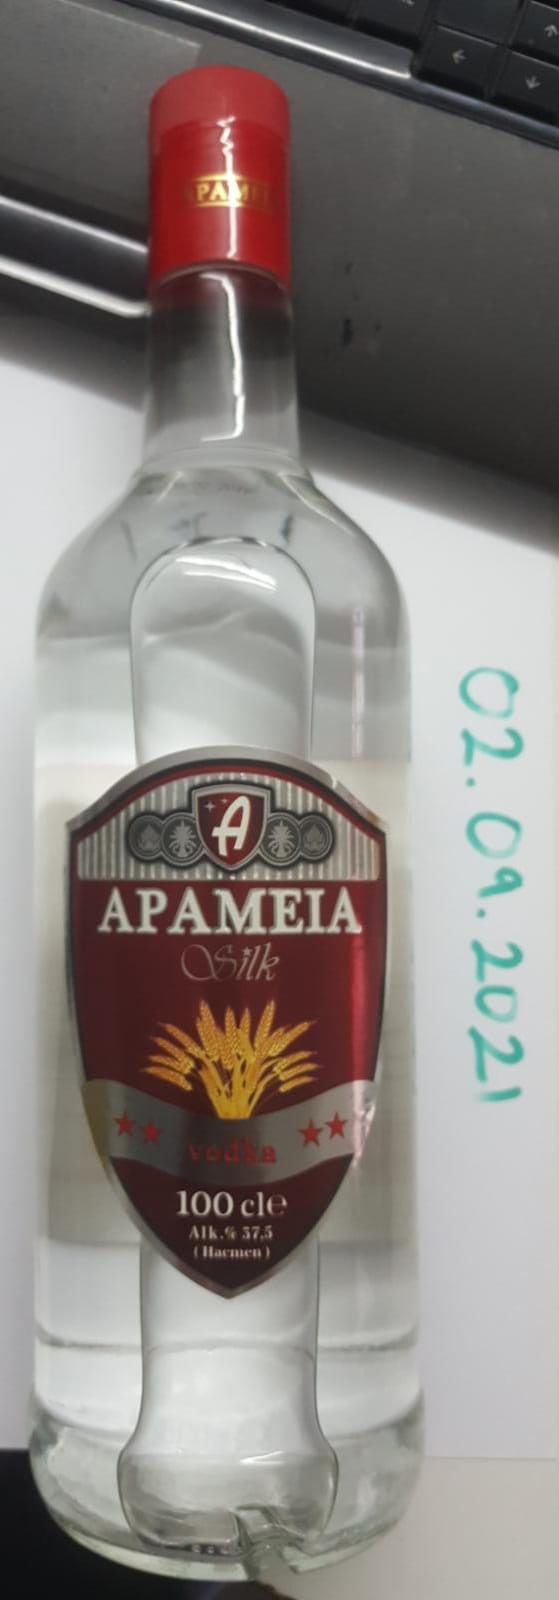 APAMEIA
A
APAMEIA
Silk
vodka
100 cle
Alk.% 37,5
(Hacmen)
02.09.2021